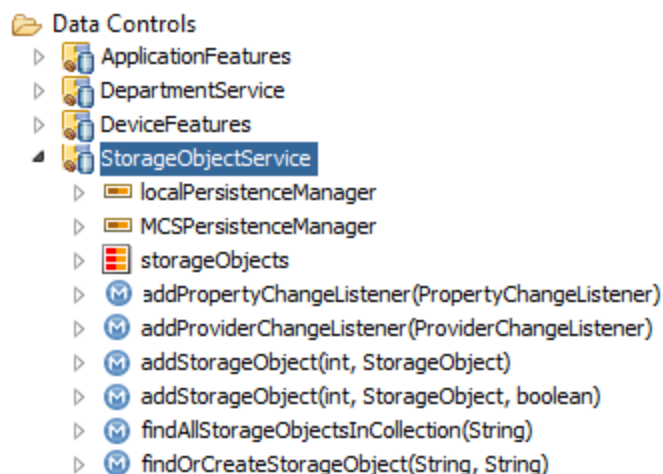 Data Controls
ApplicationFeatures
DepartmentService
DeviceFeatures
StorageObjectService
localPersistenceManager
MCSPersistenceManager
storageObjects
addPropertyChangeListener(PropertyChangeListener)
addProviderChangeListener(ProviderChangeListener)
addStorageObject(int, StorageObject)
addStorageObject(int, StorageObject, boolean)
findAllStorageObjectsInCollection(String)
findOrCreateStorageObject(String, String)